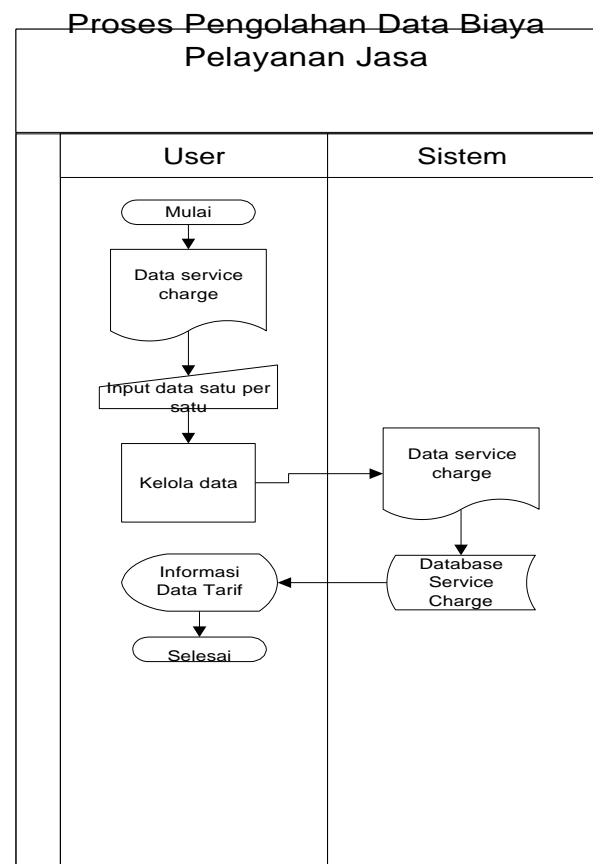 Proses Pengolahan Data Biaya
Pelayanan Jasa
User
Sistem
Mulai
Data service
charge
Input data satu per
satu
Kelola data
Data service
charge
Database
Service
Charge
Informasi
Data Tarif
Selesai